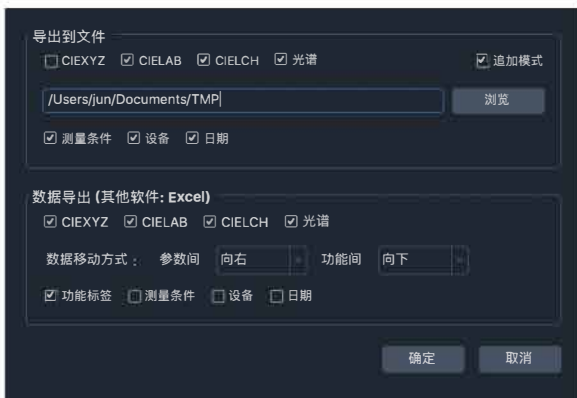 导出到文件
CIEXYZ CIELAB CIELCH 光谱 追加模式
/Users/jun/Documents/TMP 浏览
测量条件 设备 日期
数据导出 (其他软件: Excel)
CIEXYZ CIELAB CIELCH 光谱
数据移动方式： 参数间 向右 功能间 向下
功能标签 测量条件 设备 日期
确定 取消